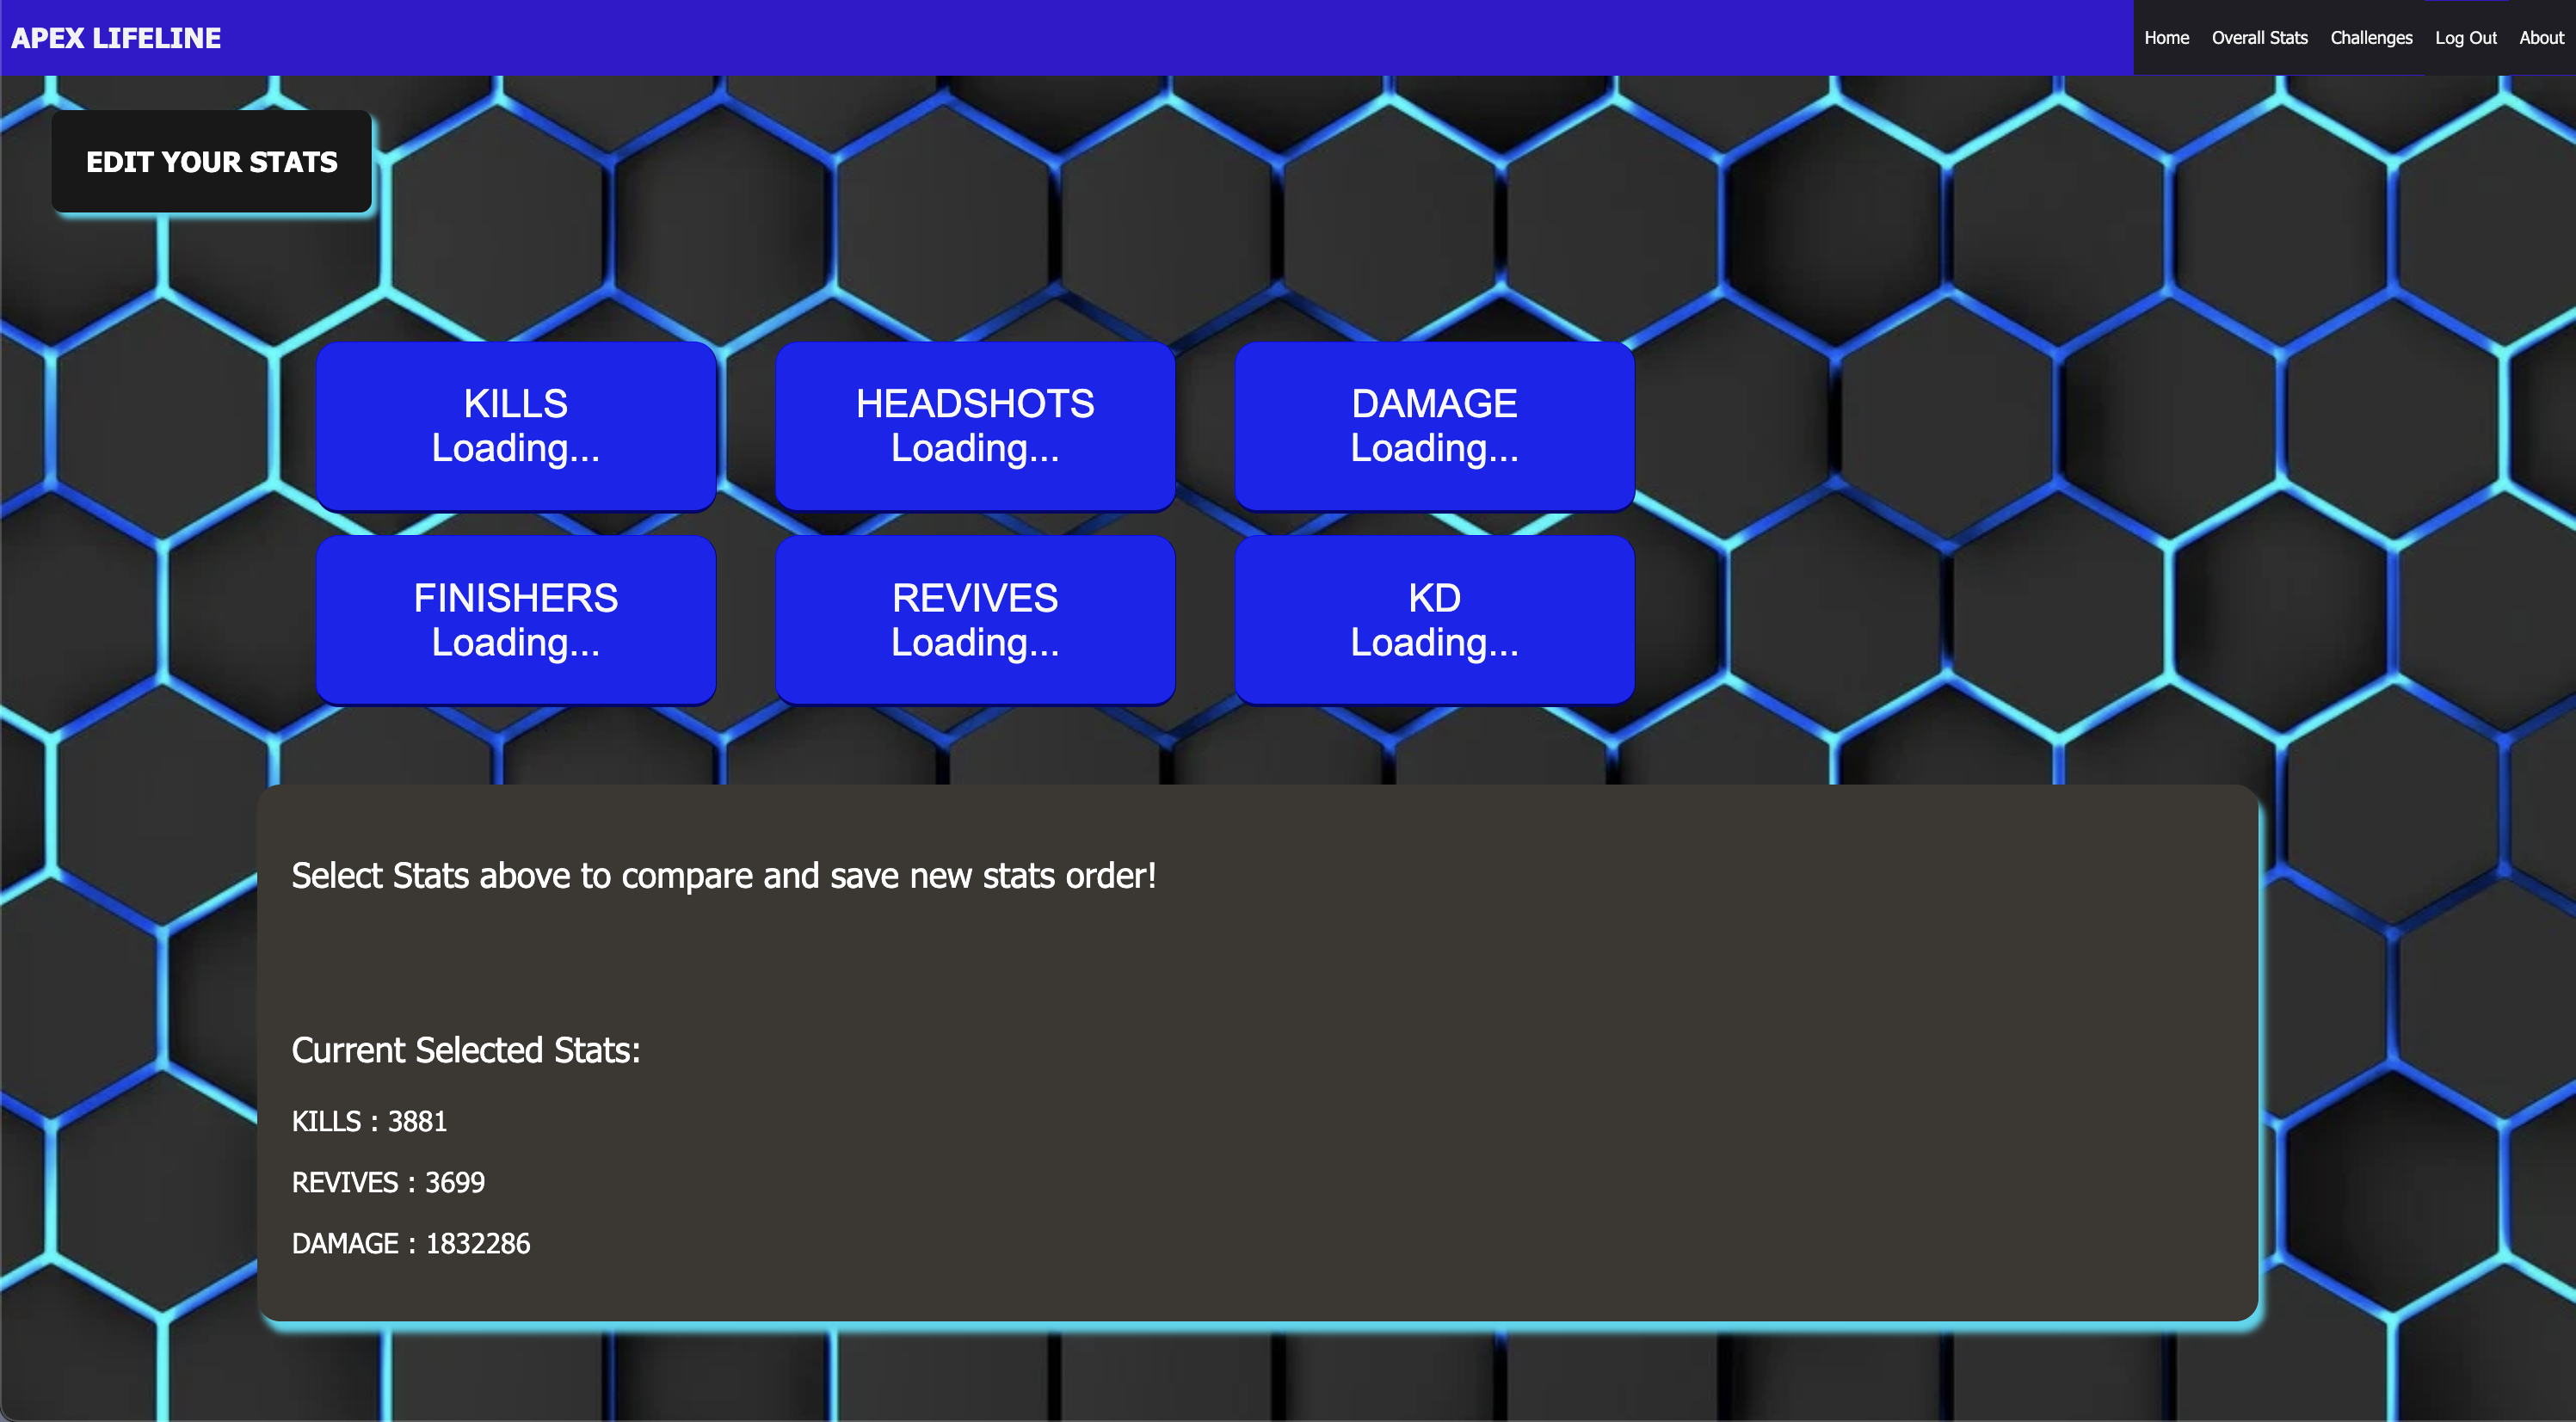 APEX LIFELINE
Home Overall Stats Challenges Log Out About
EDIT YOUR STATS
KILLS
Loading...
HEADSHOTS
Loading...
DAMAGE
Loading...
FINISHERS
Loading...
REVIVES
Loading...
KD
Loading...
Select Stats above to compare and save new stats order!
Current Selected Stats:
KILLS : 3881
REVIVES : 3699
DAMAGE : 1832286